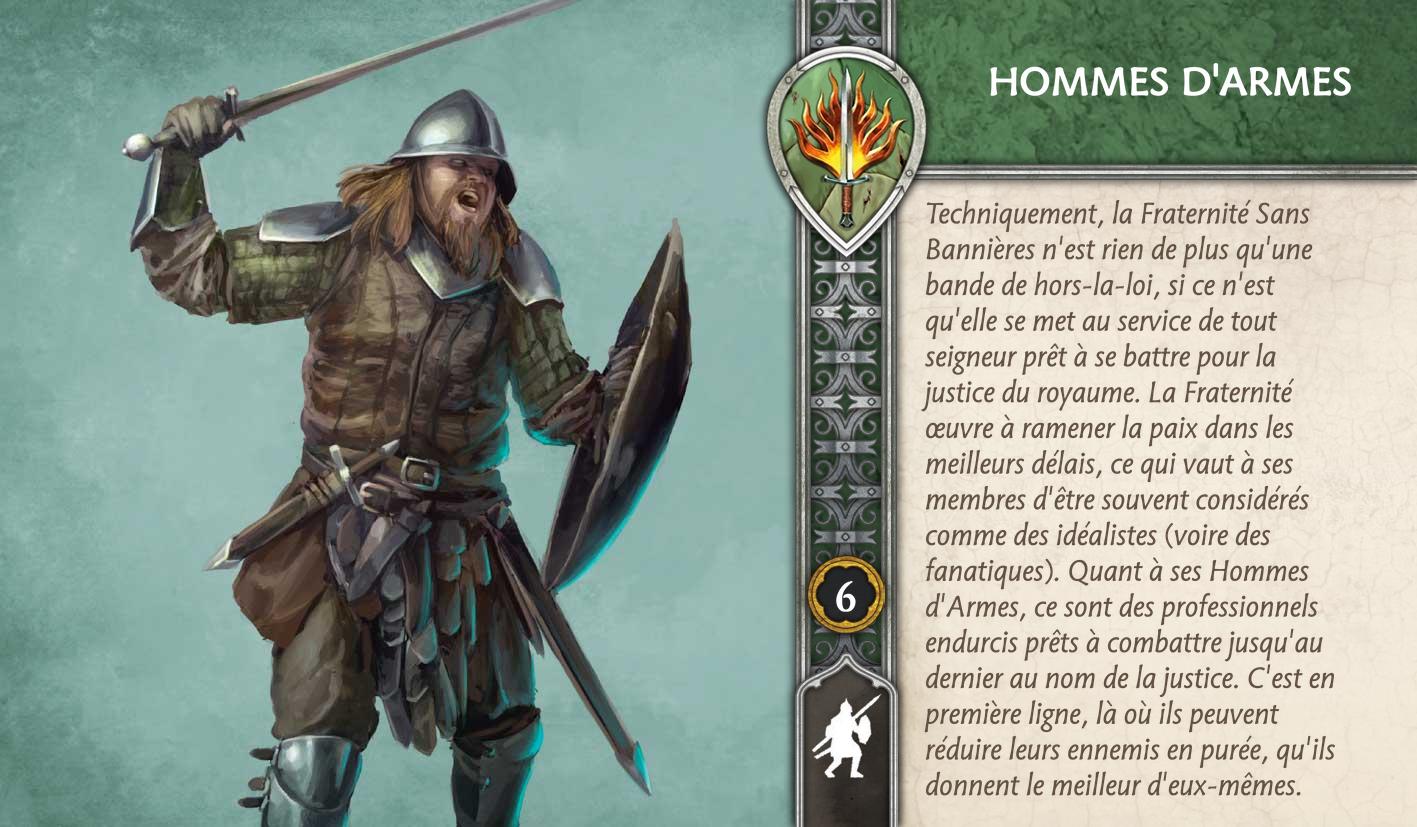 HOMMES D'ARMES
Techniquement, la Fraternité Sans
Bannières n'est rien de plus qu'une
bande de hors-la-loi, si ce n'est
qu'elle se met au service de tout
seigneur prêt à se battre pour la
justice du royaume. La Fraternité
œuvre à ramener la paix dans les
meilleurs délais, ce qui vaut à ses
membres d'être souvent considérés
comme des idéalistes (voire des
fanatiques). Quant à ses Hommes
d'Armes, ce sont des professionnels
endurcis prêts à combattre jusqu'au
dernier au nom de la justice. C'est en
première ligne, là où ils peuvent
réduire leurs ennemis en purée, qu'ils
donnent le meilleur d'eux-mêmes.
6